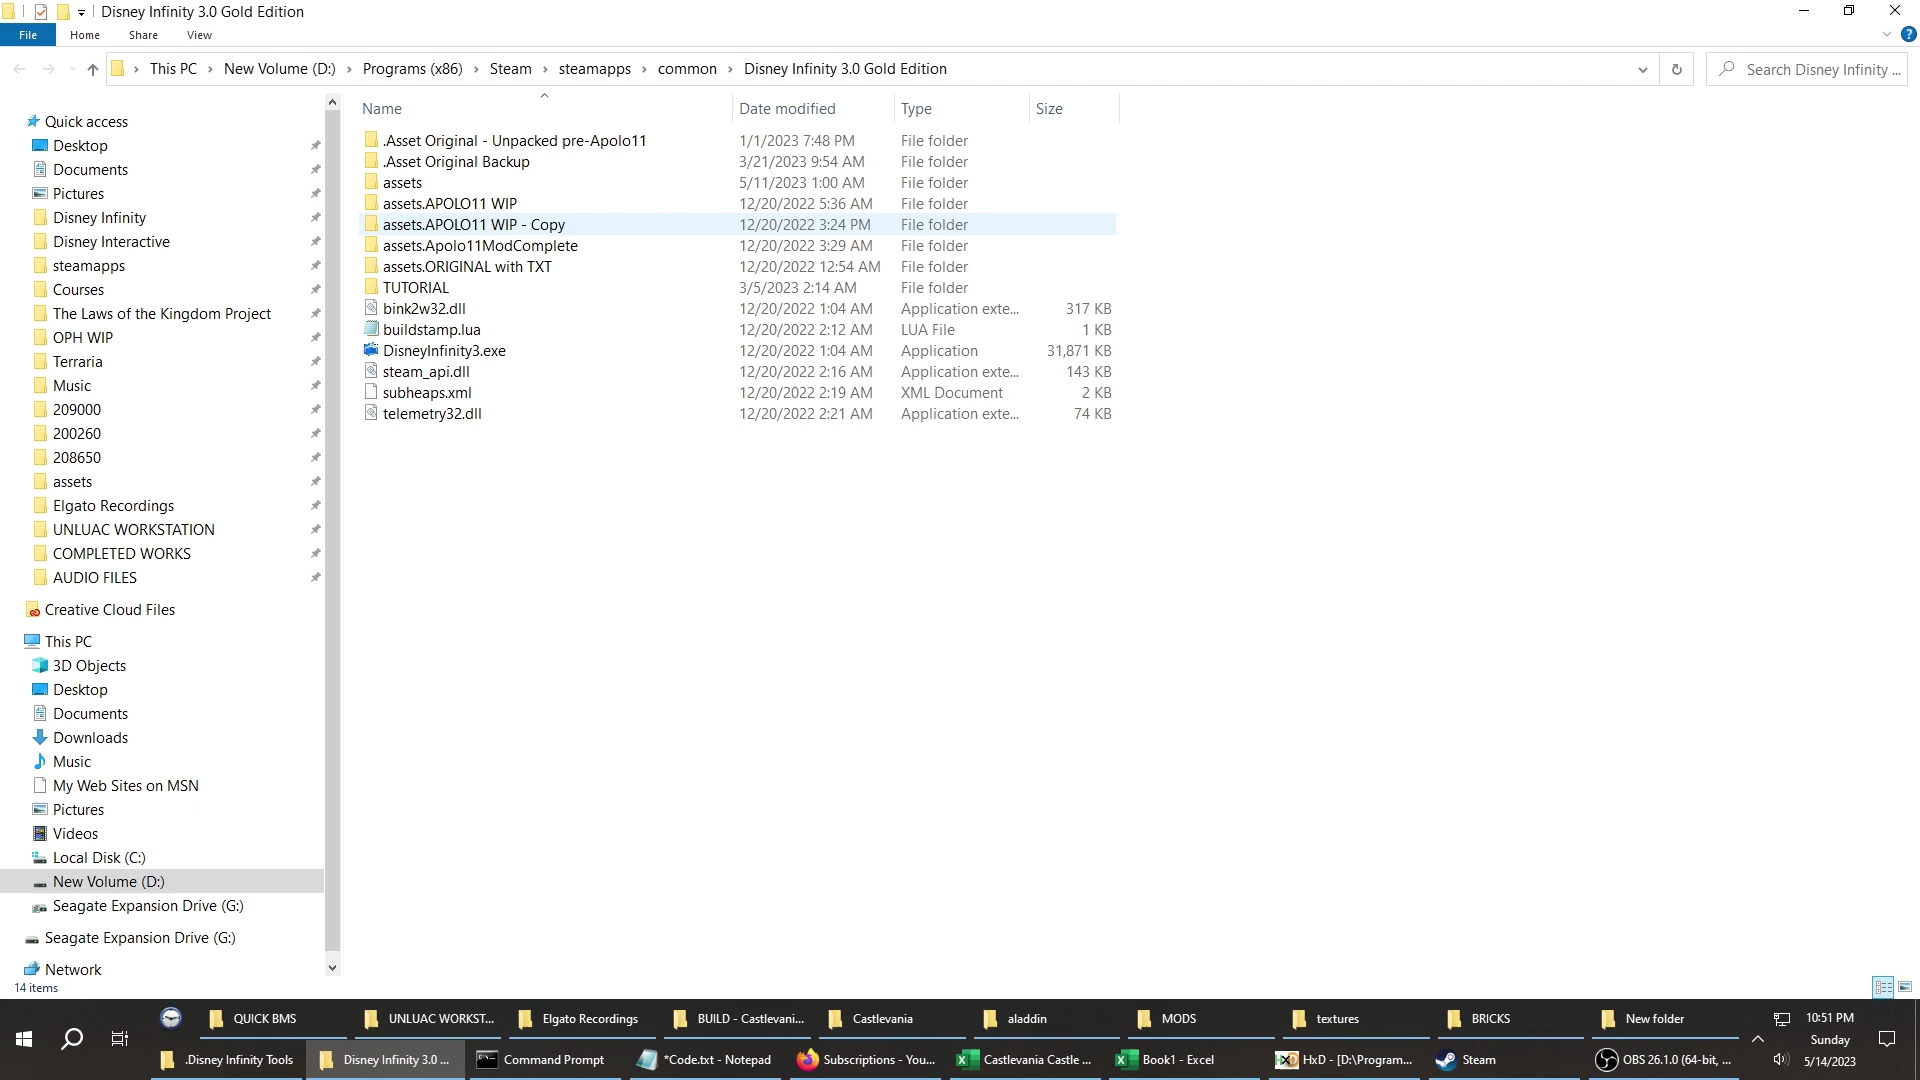 Disney Infinity 3.0 Gold Edition
File Home Share View
This PC New Volume (D:) Programs (x86) Steam steamapps common Disney Infinity 3.0 Gold Edition
Search Disney Infinity ...
Name Date modified Type Size
Quick access
Desktop
Documents
Pictures
Disney Infinity
Disney Interactive
steamapps
Courses
The Laws of the Kingdom Project
OPH WIP
Terraria
Music
209000
200260
208650
assets
Elgato Recordings
UNLUAC WORKSTATION
COMPLETED WORKS
AUDIO FILES
Creative Cloud Files
This PC
3D Objects
Desktop
Documents
Downloads
Music
My Web Sites on MSN
Pictures
Videos
Local Disk (C:)
New Volume (D:)
Seagate Expansion Drive (G:)
Seagate Expansion Drive (G:)
Network
.Asset Original - Unpacked pre-Apolo11 1/1/2023 7:48 PM File folder
.Asset Original Backup 3/21/2023 9:54 AM File folder
assets 5/11/2023 1:00 AM File folder
assets.APOLO11 WIP 12/20/2022 5:36 AM File folder
assets.APOLO11 WIP - Copy 12/20/2022 3:24 PM File folder
assets.Apolo11ModComplete 12/20/2022 3:29 AM File folder
assets.ORIGINAL with TXT 12/20/2022 12:54 AM File folder
TUTORIAL 3/5/2023 2:14 AM File folder
bink2w32.dll 12/20/2022 1:04 AM Application exte... 317 KB
buildstamp.lua 12/20/2022 2:12 AM LUA File 1 KB
DisneyInfinity3.exe 12/20/2022 1:04 AM Application 31,871 KB
steam_api.dll 12/20/2022 2:16 AM Application exte... 143 KB
subheaps.xml 12/20/2022 2:19 AM XML Document 2 KB
telemetry32.dll 12/20/2022 2:21 AM Application exte... 74 KB
14 items
QUICK BMS UNLUAC WORKST... Elgato Recordings BUILD - Castlevani... Castlevania aladdin MODS textures BRICKS New folder
.Disney Infinity Tools Disney Infinity 3.0 ... Command Prompt *Code.txt - Notepad Subscriptions - You... Castlevania Castle ... Book1 - Excel HxD - [D:\Program... Steam OBS 26.1.0 (64-bit, ...
10:51 PM
Sunday
5/14/2023